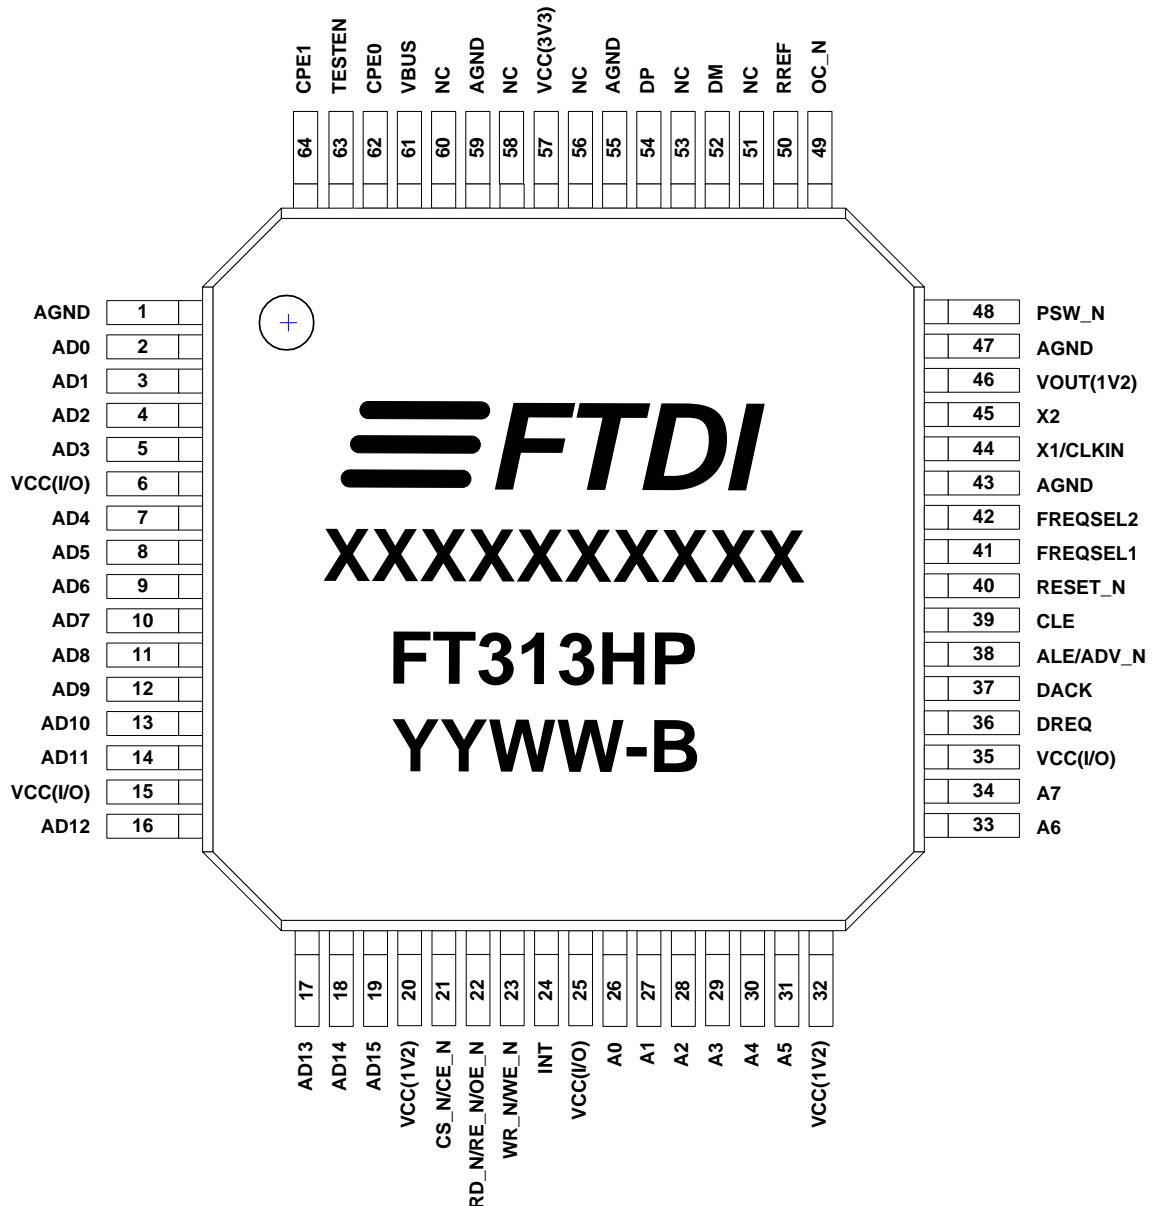 CPE1 TESTEN CPE0 VBUS NC AGND NC VCC(3V3) NC AGND DP NC DM NC RREF OC_N
64 63 62 61 60 59 58 57 56 55 54 53 52 51 50 49
AGND 1
AD0 2
AD1 3
AD2 4
AD3 5
VCC(I/O) 6
AD4 7
AD5 8
AD6 9
AD7 10
AD8 11
AD9 12
AD10 13
AD11 14
VCC(I/O) 15
AD12 16
FTDI
XXXXXXXXXX
FT313HP
YYWW-B
48 PSW_N
47 AGND
46 VOUT(1V2)
45 X2
44 X1/CLKIN
43 AGND
42 FREQSEL2
41 FREQSEL1
40 RESET_N
39 CLE
38 ALE/ADV_N
37 DACK
36 DREQ
35 VCC(I/O)
34 A7
33 A6
17 18 19 20 21 22 23 24 25 26 27 28 29 30 31 32
AD13 AD14 AD15 VCC(1V2) CS_N/CE_N RD_N/RE_N/OE_N WR_N/WE_N INT VCC(I/O) A0 A1 A2 A3 A4 A5 VCC(1V2)